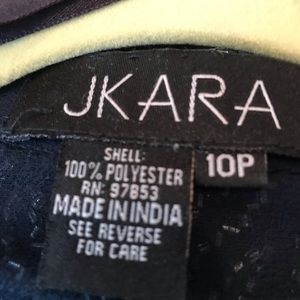 JKARA
SHELL:
100% POLYESTER
RN: 97853
MADE IN INDIA
SEE REVERSE
FOR CARE
10P